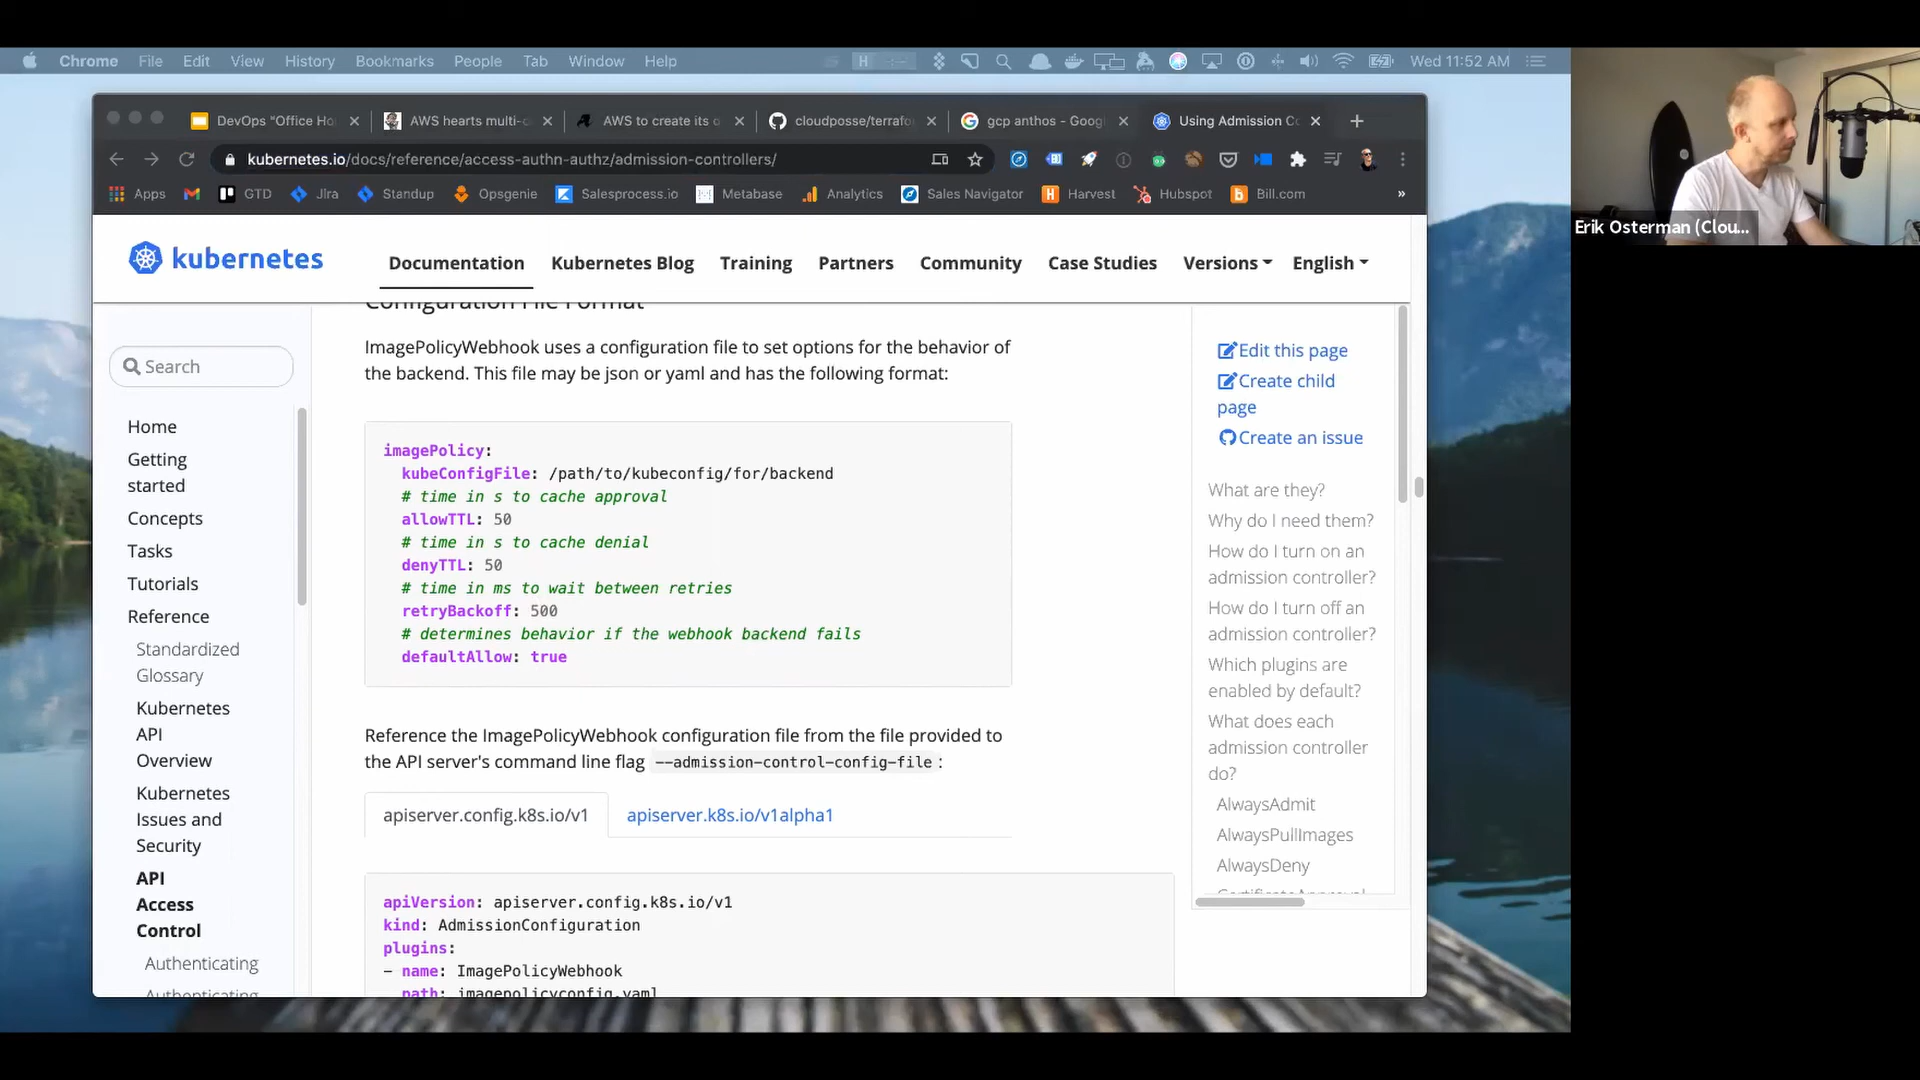 Chrome File Edit View History Bookmarks People Tab Window Help
Wed 11:52 AM
DevOps "Office Ho
AWS hearts multi-c
AWS to create its o
cloudposse/terrafo
gcp anthos - Googl
Using Admission Co
kubernetes.io/docs/reference/access-authn-authz/admission-controllers/
Apps GTD Jira Standup Opsgenie Salesprocess.io Metabase Analytics Sales Navigator Harvest Hubspot Bill.com »
Erik Osterman (Clou...
kubernetes
Documentation Kubernetes Blog Training Partners Community Case Studies Versions English
Search
Home
Getting
started
Concepts
Tasks
Tutorials
Reference
Standardized
Glossary
Kubernetes
API
Overview
Kubernetes
Issues and
Security
API
Access
Control
Authenticating
Authenticating
Configuration File Format
ImagePolicyWebhook uses a configuration file to set options for the behavior of
the backend. This file may be json or yaml and has the following format:
imagePolicy:
kubeConfigFile: /path/to/kubeconfig/for/backend
# time in s to cache approval
allowTTL: 50
# time in s to cache denial
denyTTL: 50
# time in ms to wait between retries
retryBackoff: 500
# determines behavior if the webhook backend fails
defaultAllow: true
Reference the ImagePolicyWebhook configuration file from the file provided to
the API server's command line flag --admission-control-config-file :
apiserver.config.k8s.io/v1 apiserver.k8s.io/v1alpha1
apiVersion: apiserver.config.k8s.io/v1
kind: AdmissionConfiguration
plugins:
- name: ImagePolicyWebhook
path: imagepolicyconfig.yaml
Edit this page
Create child
page
Create an issue
What are they?
Why do I need them?
How do I turn on an
admission controller?
How do I turn off an
admission controller?
Which plugins are
enabled by default?
What does each
admission controller
do?
AlwaysAdmit
AlwaysPullImages
AlwaysDeny
CertificateApproval